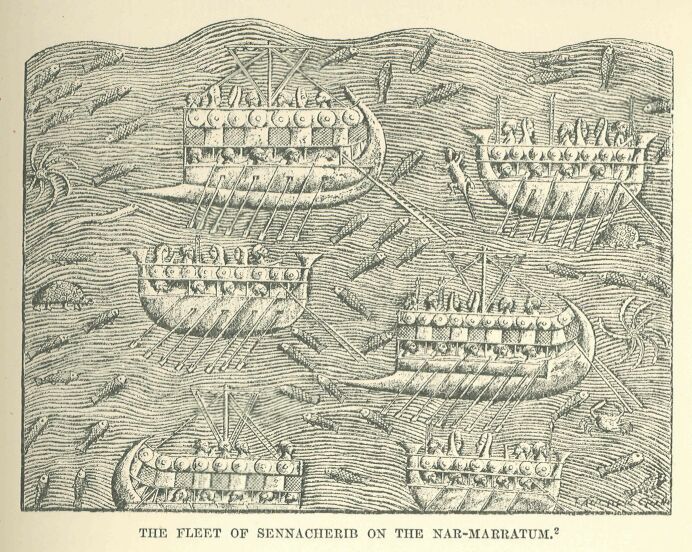 THE FLEET OF SENNACHERIB ON THE NAR-MARRATUM.²